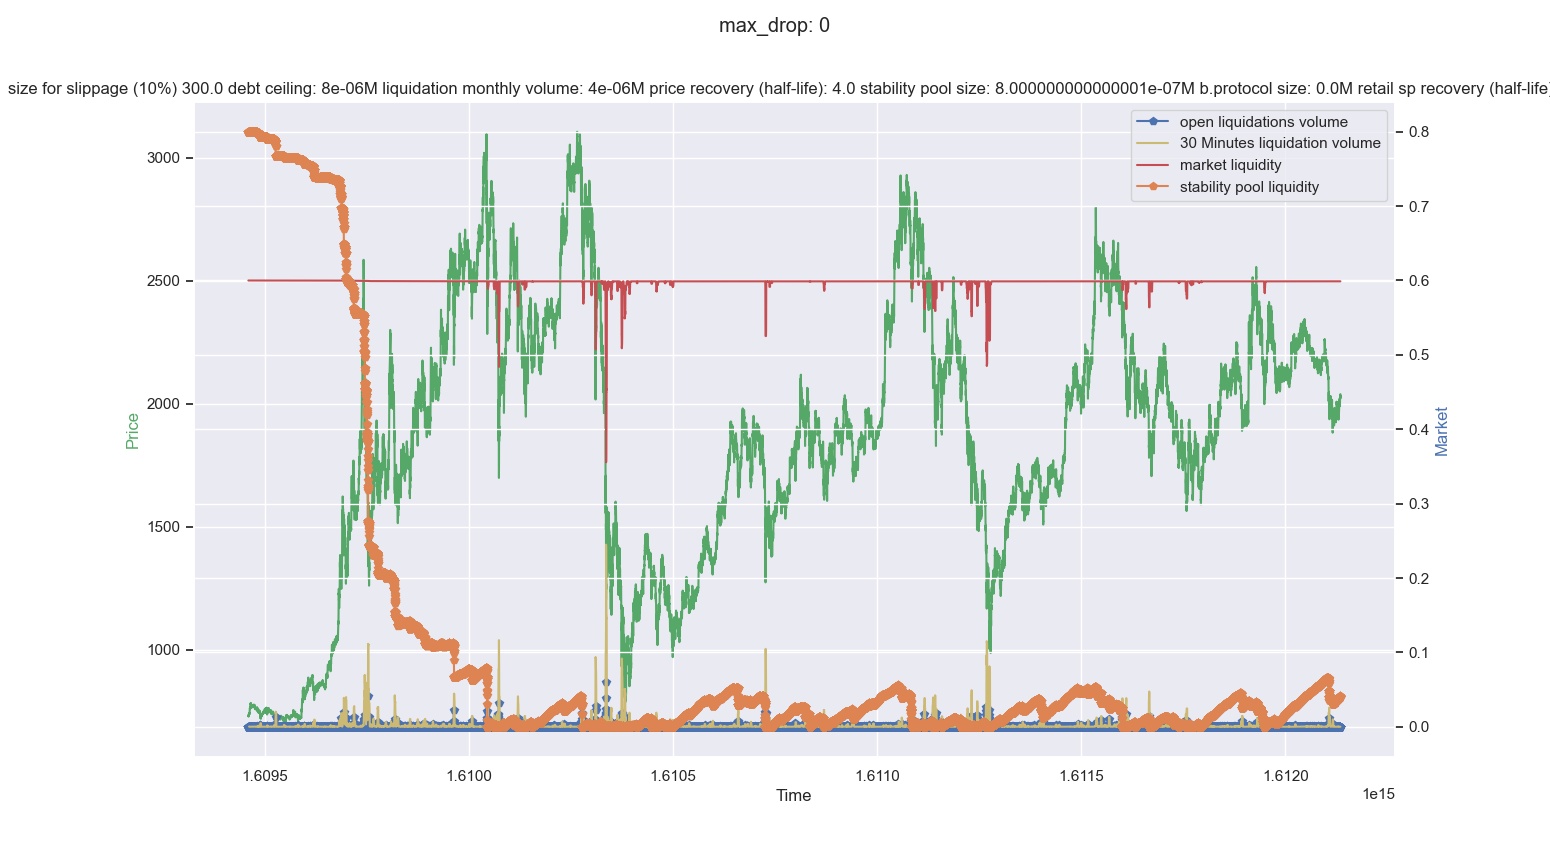 max_drop: 0
size for slippage (10%) 300.0 debt ceiling: 8e-06M liquidation monthly volume: 4e-06M price recovery (half-life): 4.0 stability pool size: 8.000000000000001e-07M b.protocol size: 0.0M retail sp recovery (half-life)
open liquidations volume
30 Minutes liquidation volume
market liquidity
stability pool liquidity
3000
2500
2000
1500
1000
Price
0.8
0.7
0.6
0.5
0.4
0.3
0.2
0.1
0.0
Market
1.6095 1.6100 1.6105 1.6110 1.6115 1.6120
Time
1e15